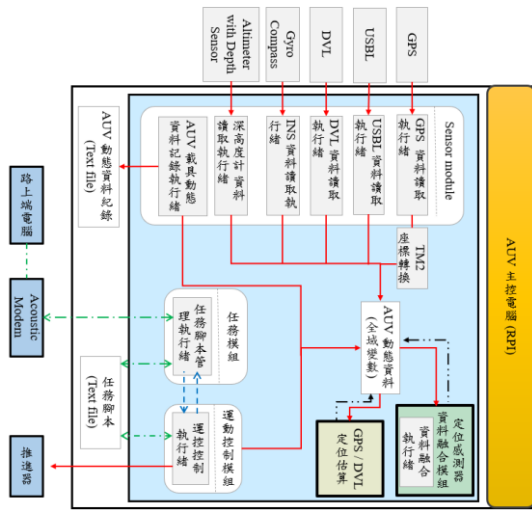 GPS
USBL
DVL
Gyro
Compass
Altimeter
with Depth
Sensor
AUV 主控電腦 (RPI)
Sensor module
GPS 資料讀取
執行緒
USBL 資料讀取
執行緒
DVL 資料讀取
執行緒
INS 資料讀取執
行緒
深高度計 資料
讀取執行緒
AUV 載具動態
資料記錄執行緒
TM2
座標轉換
AUV 動態資料紀錄
(Text file)
路上端電腦
Acoustic
Modem
任務腳本
(Text file)
推進器
任務模組
任務腳本管
理執行緒
運動控制模組
運控控制
執行緒
AUV 動態資料
(全域變數)
GPS / DVL
定位估算
定位感測器
資料融合模組
資料融合
執行緒